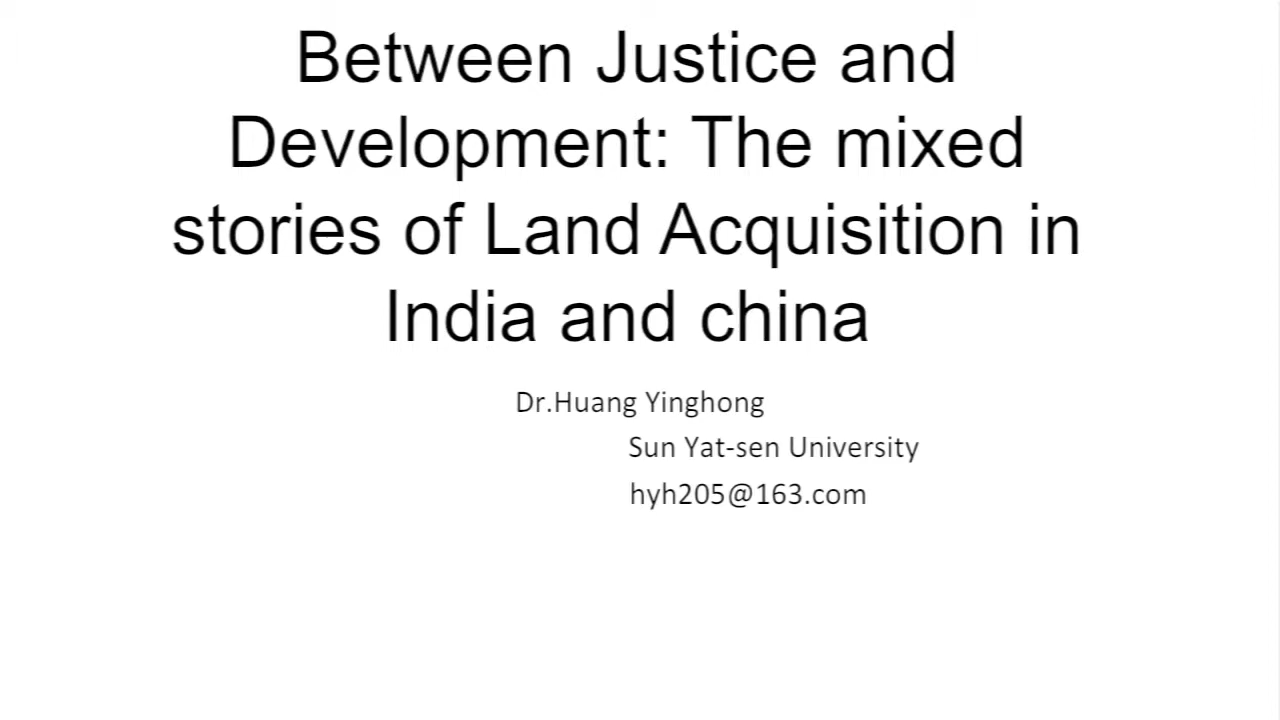 Between Justice and
Development: The mixed
stories of Land Acquisition in
India and china
Dr.Huang Yinghong
Sun Yat-sen University
hyh205@163.com